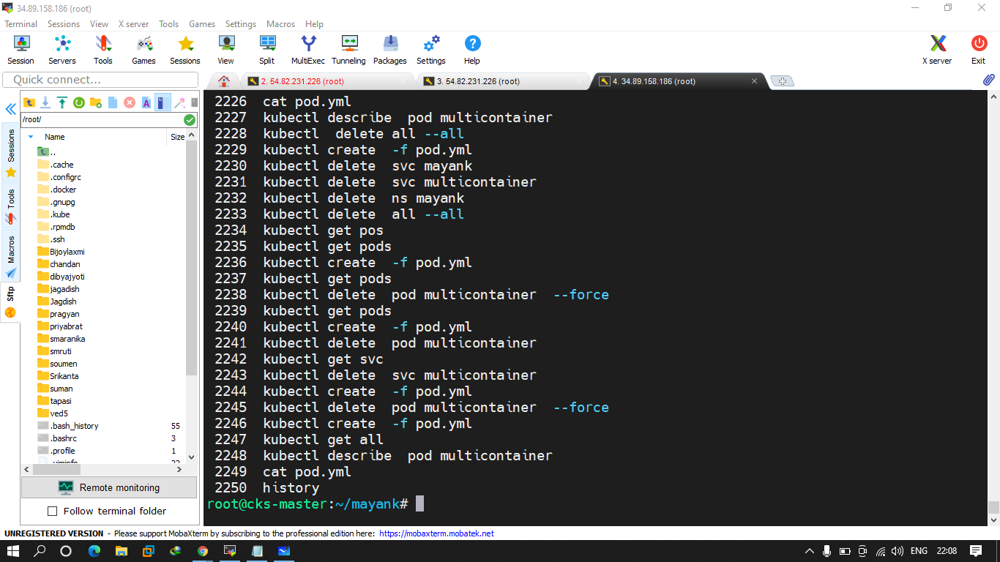 34.89.158.186 (root)
Terminal Sessions View X server Tools Games Settings Macros Help
Session Servers Tools Games Sessions View Split MultiExec Tunneling Packages Settings Help X server Exit
Quick connect...
2. 54.82.231.226 (root)
3. 54.82.231.226 (root)
4. 34.89.158.186 (root)
Sessions
Tools
Macros
Sftp
/root/
Name Size
..
.cache
.configrc
.docker
.gnupg
.kube
.rpmdb
.ssh
Bijoylaxmi
chandan
dibyajyoti
jagadish
Jagdish
pragyan
priyabrat
smaranika
smruti
soumen
Srikanta
suman
tapasi
ved5
.bash_history 55
.bashrc 3
.profile 1
.viminfo 22
Remote monitoring
Follow terminal folder
2226 cat pod.yml
2227 kubectl describe  pod multicontainer
2228 kubectl  delete all --all
2229 kubectl create  -f pod.yml
2230 kubectl delete  svc mayank
2231 kubectl delete  svc multicontainer
2232 kubectl delete  ns mayank
2233 kubectl delete  all --all
2234 kubectl get pos
2235 kubectl get pods
2236 kubectl create  -f pod.yml
2237 kubectl get pods
2238 kubectl delete  pod multicontainer  --force
2239 kubectl get pods
2240 kubectl create  -f pod.yml
2241 kubectl delete  pod multicontainer
2242 kubectl get svc
2243 kubectl delete  svc multicontainer
2244 kubectl create  -f pod.yml
2245 kubectl delete  pod multicontainer  --force
2246 kubectl create  -f pod.yml
2247 kubectl get all
2248 kubectl describe  pod multicontainer
2249 cat pod.yml
2250 history
root@cks-master:~/mayank#
UNREGISTERED VERSION - Please support MobaXterm by subscribing to the professional edition here: https://mobaxterm.mobatek.net
ENG 22:08